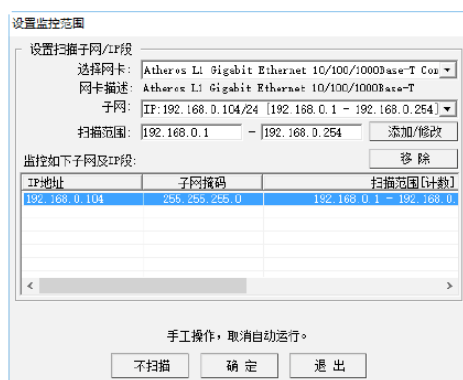 设置监控范围
设置扫描子网/IP段
选择网卡: Atheros L1 Gigabit Ethernet 10/100/1000Base-T Con
网卡描述: Atheros L1 Gigabit Ethernet 10/100/1000Base-T
子网: IP:192.168.0.104/24 [192.168.0.1 - 192.168.0.254]
扫描范围: 192.168.0.1 - 192.168.0.254 添加/修改
监控如下子网及IP段: 移 除
IP地址 子网掩码 扫描范围[计数]
192.168.0.104 255.255.255.0 192.168.0.1 - 192.168.0.
手工操作，取消自动运行。
不扫描 确 定 退 出